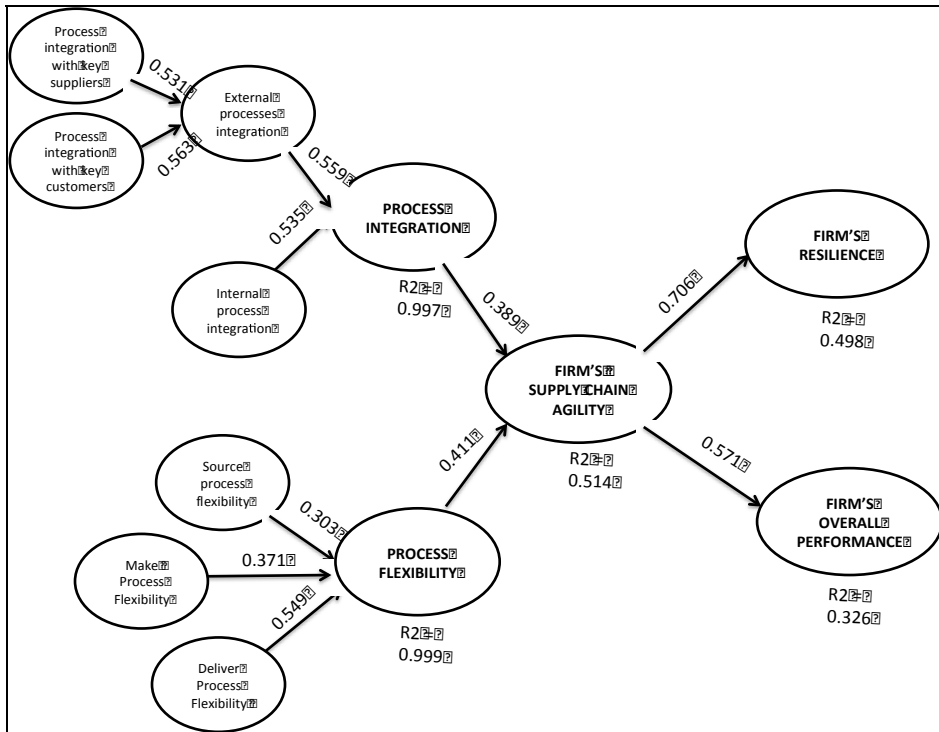 Process
integration
with key
suppliers
0.531
External
processes
integration
Process
integration
with key
customers
0.563
0.559
0.535
PROCESS
INTEGRATION
R2 =
0.997
Internal
process
integration
0.389
FIRM'S
SUPPLY CHAIN
AGILITY
R2 =
0.514
0.706
FIRM'S
RESILIENCE
R2 =
0.498
0.571
FIRM'S
OVERALL
PERFORMANCE
R2 =
0.326
0.411
Source
process
flexibility
0.303
Make
Process
Flexibility
0.371
PROCESS
FLEXIBILITY
R2 =
0.999
0.549
Deliver
Process
Flexibility